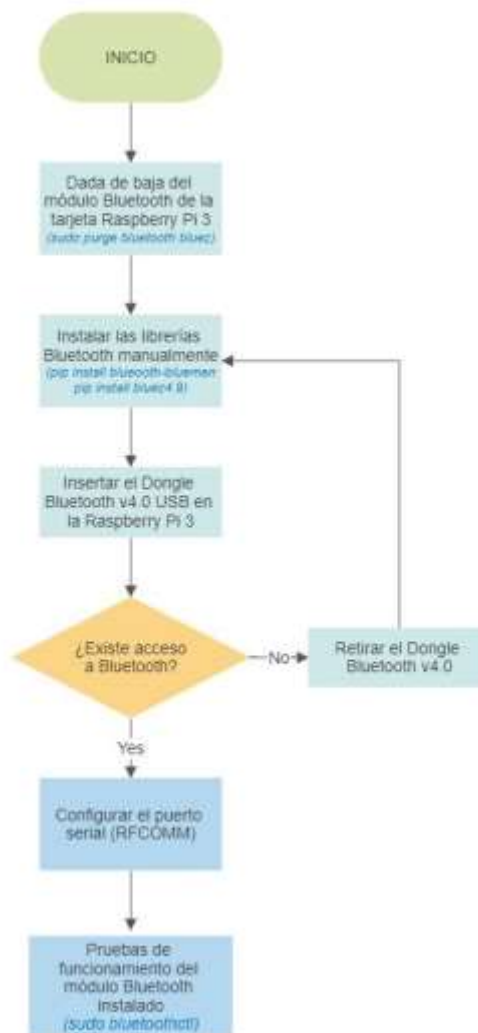 INICIO
Dada de baja del
módulo Bluetooth de la
tarjeta Raspberry Pi 3
(sudo purge bluetooth bluez)
Instalar las librerías
Bluetooth manualmente
(pip install blueooth-blueman
pip install bluez4.9)
Insertar el Dongle
Bluetooth v4.0 USB en
la Raspberry Pi 3
¿Existe acceso
a Bluetooth?
No
Retirar el Dongle
Bluetooth v4.0
Yes
Configurar el puerto
serial (RFCOMM)
Pruebas de
funcionamiento del
módulo Bluetooth
instalado
(sudo bluetoothctl)